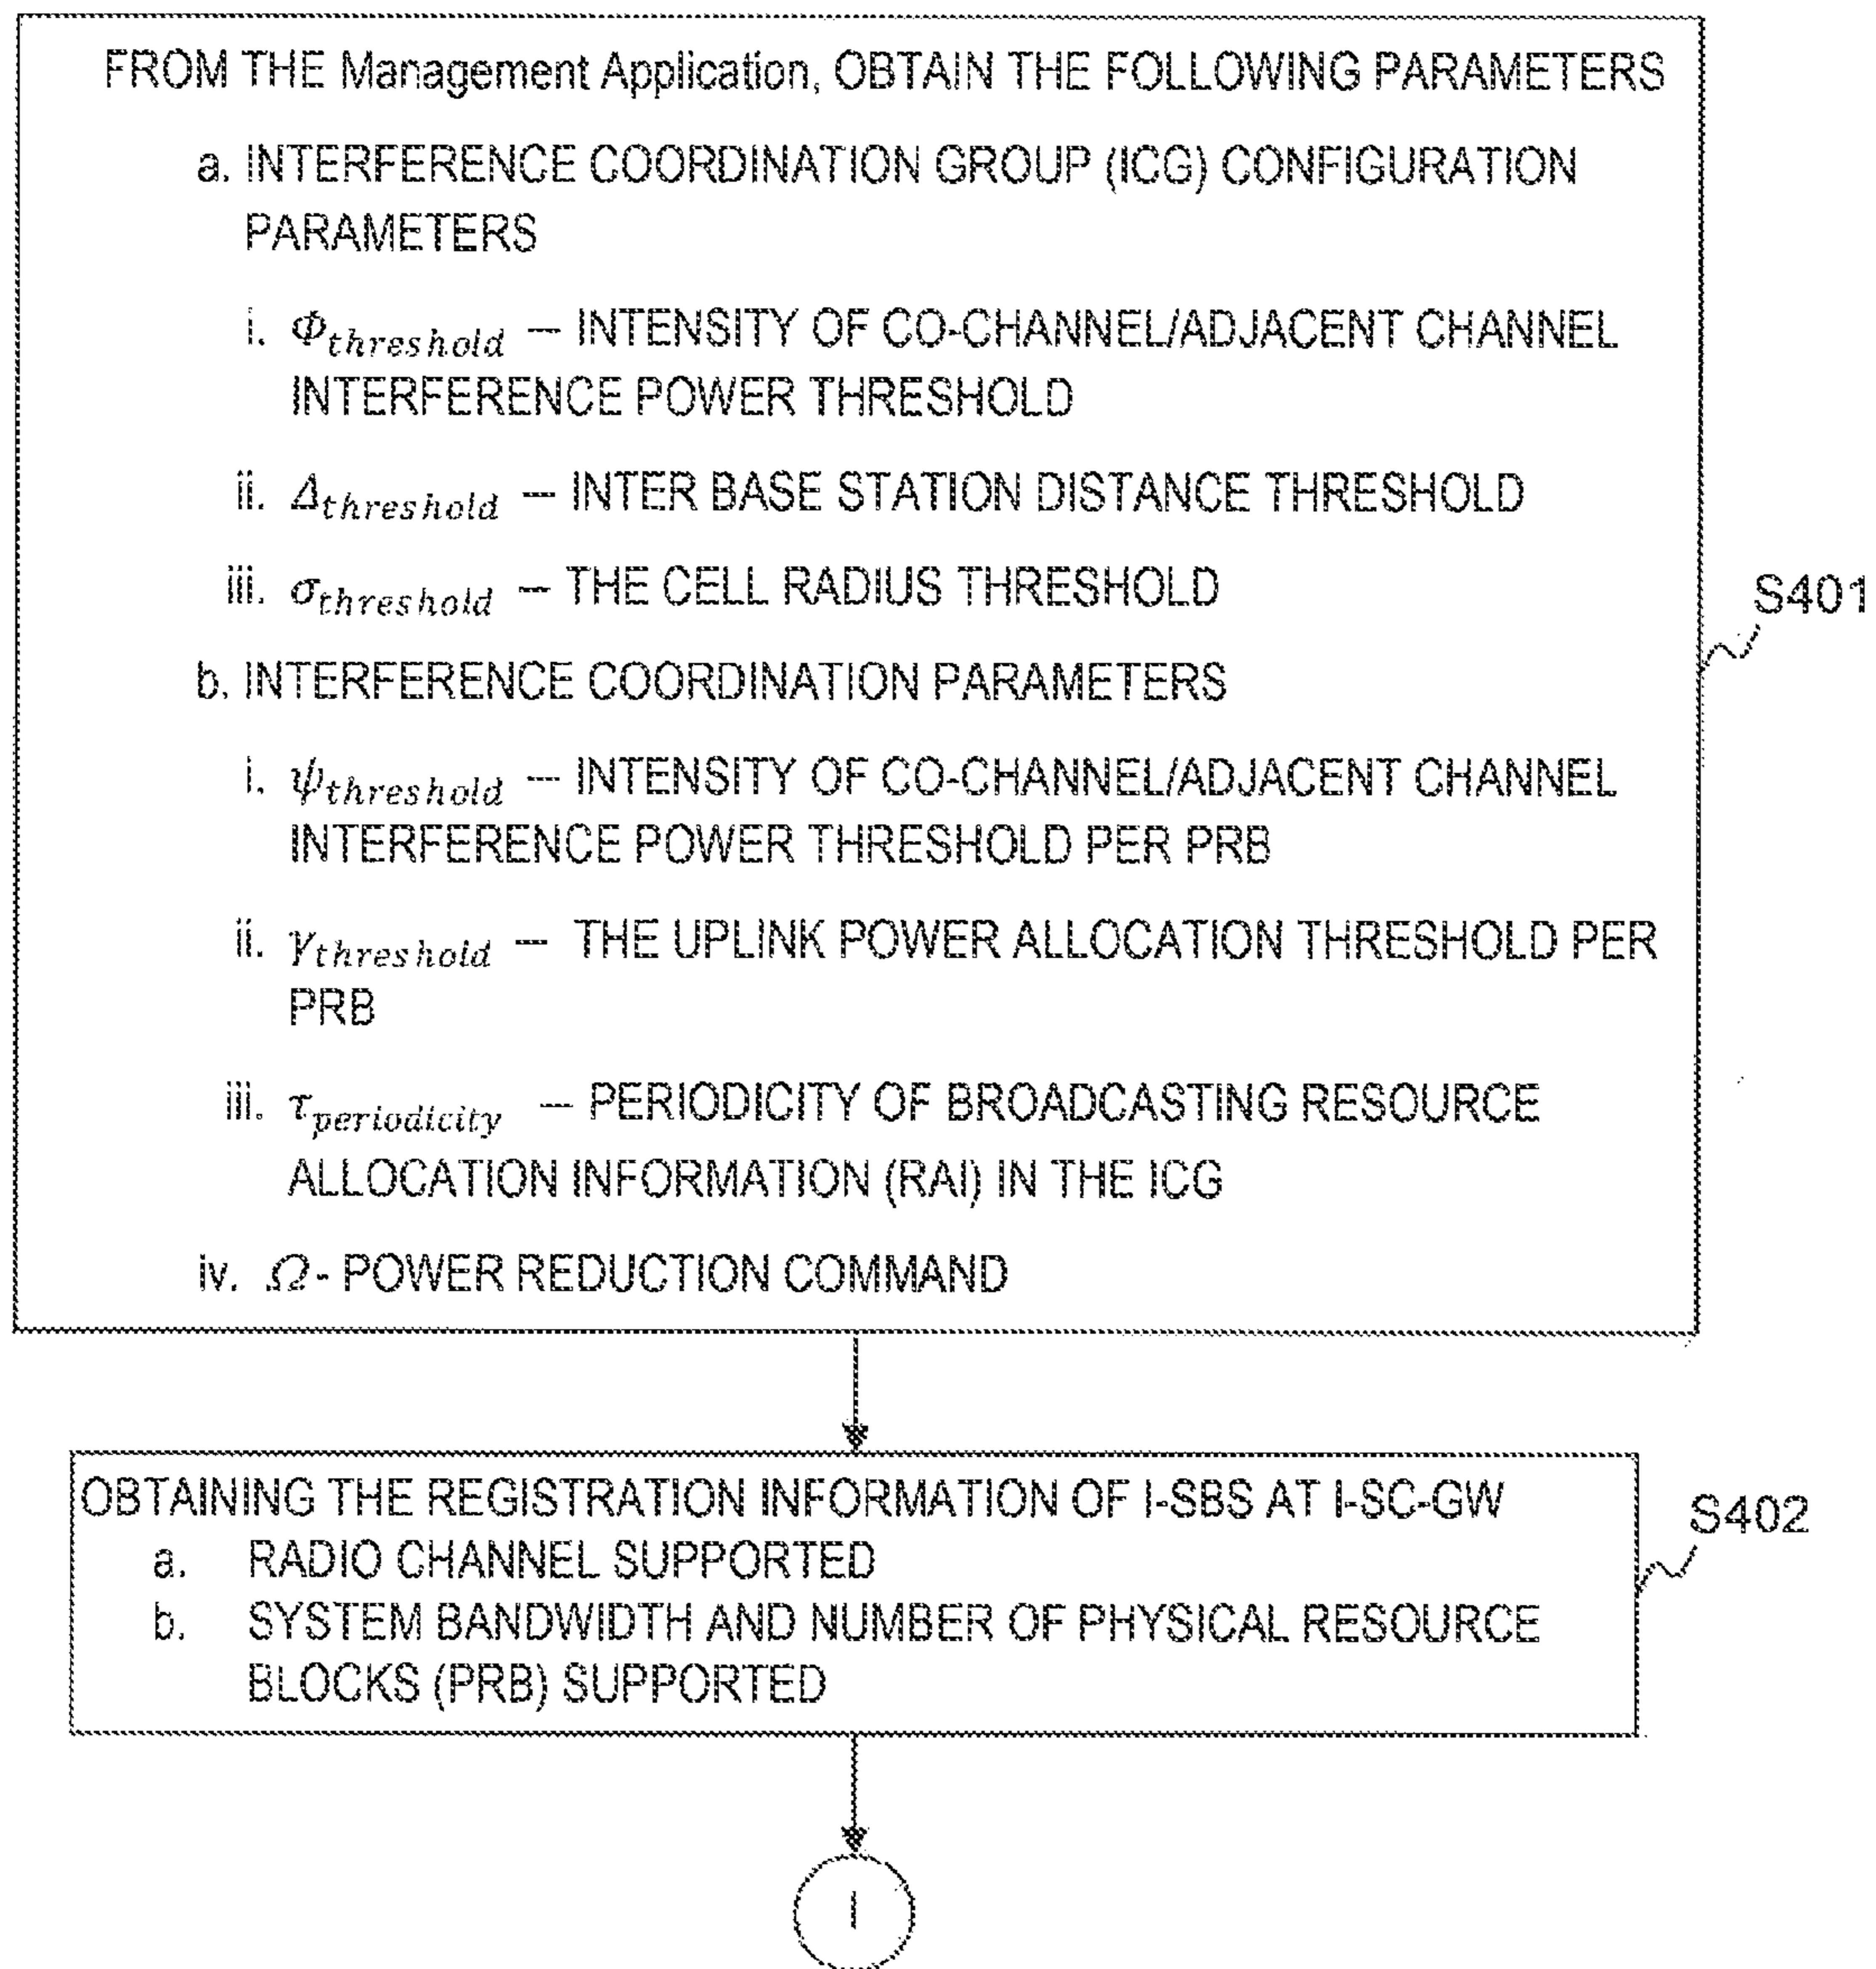 FROM THE Management Application, OBTAIN THE FOLLOWING PARAMETERS
a. INTERFERENCE COORDINATION GROUP (ICG) CONFIGURATION
PARAMETERS
i. Φthreshold — INTENSITY OF CO-CHANNEL/ADJACENT CHANNEL
INTERFERENCE POWER THRESHOLD
ii. Δthreshold — INTER BASE STATION DISTANCE THRESHOLD
iii. σthreshold — THE CELL RADIUS THRESHOLD
S401
b. INTERFERENCE COORDINATION PARAMETERS
i. ψthreshold — INTENSITY OF CO-CHANNEL/ADJACENT CHANNEL
INTERFERENCE POWER THRESHOLD PER PRB
ii. γthreshold — THE UPLINK POWER ALLOCATION THRESHOLD PER
PRB
iii. τperiodicity — PERIODICITY OF BROADCASTING RESOURCE
ALLOCATION INFORMATION (RAI) IN THE ICG
iv. Ω - POWER REDUCTION COMMAND
OBTAINING THE REGISTRATION INFORMATION OF I-SBS AT I-SC-GW
S402
a. RADIO CHANNEL SUPPORTED
b. SYSTEM BANDWIDTH AND NUMBER OF PHYSICAL RESOURCE
BLOCKS (PRB) SUPPORTED
I